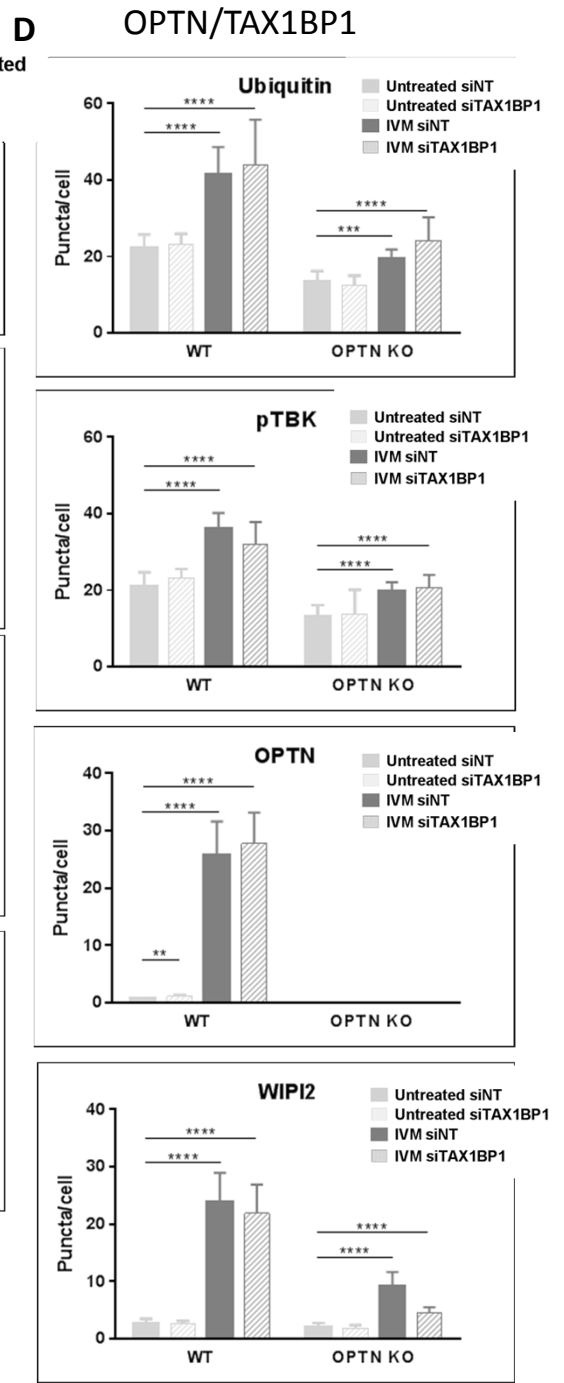 D
OPTN/TAX1BP1
ted
Ubiquitin
Untreated siNT
Untreated siTAX1BP1
IVM siNT
IVM siTAX1BP1
Puncta/cell
60
40
20
0
****
****
****
***
WT
OPTN KO
pTBK
Untreated siNT
Untreated siTAX1BP1
IVM siNT
IVM siTAX1BP1
Puncta/cell
60
40
20
0
****
****
****
****
WT
OPTN KO
OPTN
Untreated siNT
Untreated siTAX1BP1
IVM siNT
IVM siTAX1BP1
Puncta/cell
40
30
20
10
0
****
****
**
WT
OPTN KO
WIPI2
Untreated siNT
Untreated siTAX1BP1
IVM siNT
IVM siTAX1BP1
Puncta/cell
40
30
20
10
0
****
****
****
****
WT
OPTN KO